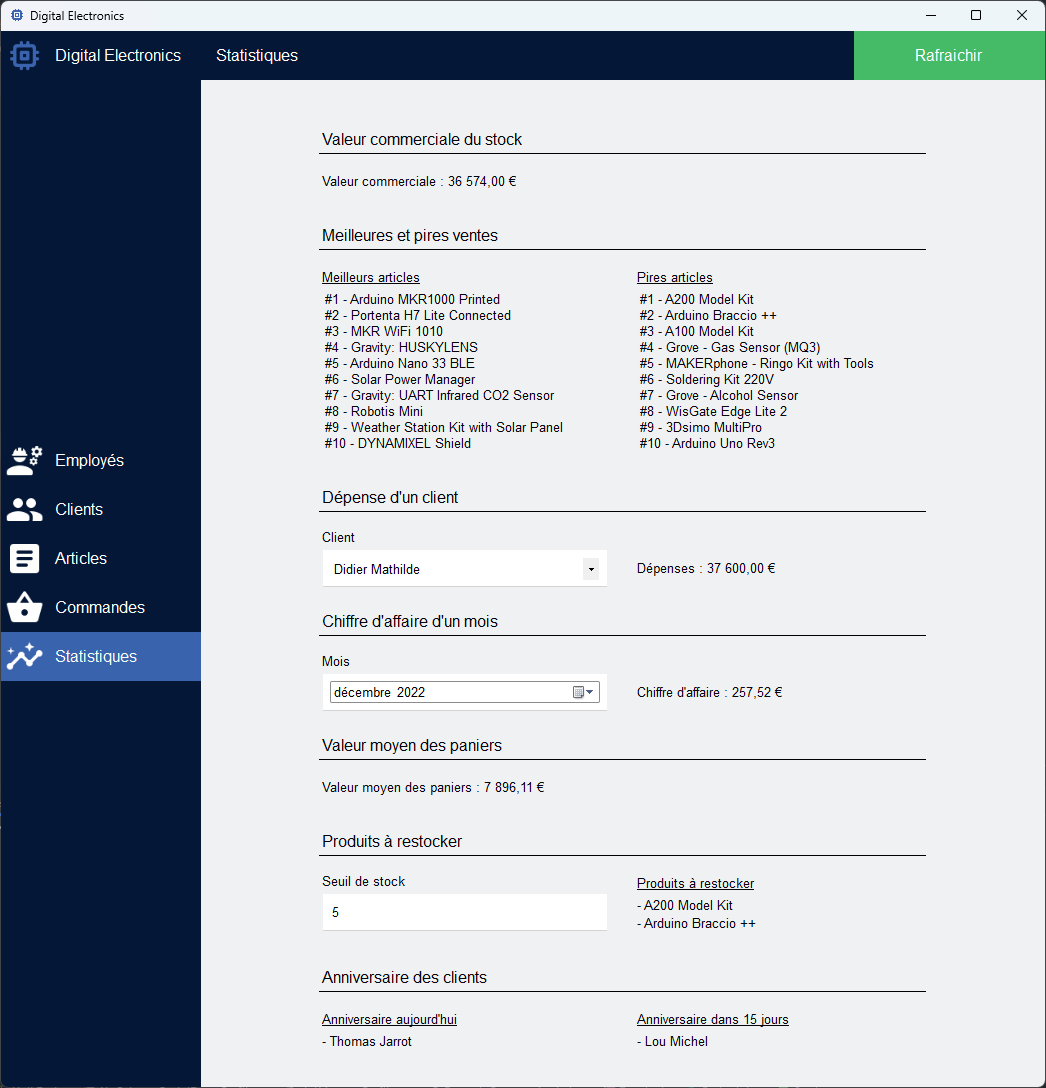 Digital Electronics
Digital Electronics
Statistiques
Rafraichir
Employés
Clients
Articles
Commandes
Statistiques
Valeur commerciale du stock
Valeur commerciale : 36 574,00 €
Meilleures et pires ventes
Meilleurs articles
#1 - Arduino MKR1000 Printed
#2 - Portenta H7 Lite Connected
#3 - MKR WiFi 1010
#4 - Gravity: HUSKYLENS
#5 - Arduino Nano 33 BLE
#6 - Solar Power Manager
#7 - Gravity: UART Infrared CO2 Sensor
#8 - Robotis Mini
#9 - Weather Station Kit with Solar Panel
#10 - DYNAMIXEL Shield
Pires articles
#1 - A200 Model Kit
#2 - Arduino Braccio ++
#3 - A100 Model Kit
#4 - Grove - Gas Sensor (MQ3)
#5 - MAKERphone - Ringo Kit with Tools
#6 - Soldering Kit 220V
#7 - Grove - Alcohol Sensor
#8 - WisGate Edge Lite 2
#9 - 3Dsimo MultiPro
#10 - Arduino Uno Rev3
Dépense d'un client
Client
Didier Mathilde
Dépenses : 37 600,00 €
Chiffre d'affaire d'un mois
Mois
décembre 2022
Chiffre d'affaire : 257,52 €
Valeur moyen des paniers
Valeur moyen des paniers : 7 896,11 €
Produits à restocker
Seuil de stock
5
Produits à restocker
- A200 Model Kit
- Arduino Braccio ++
Anniversaire des clients
Anniversaire aujourd'hui
- Thomas Jarrot
Anniversaire dans 15 jours
- Lou Michel